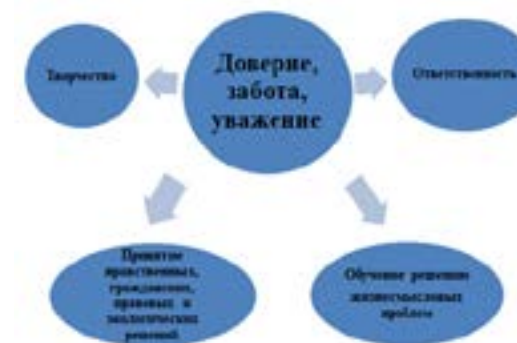 Творчество
Доверие,
забота,
уважение
Ответственность
Принятие
нравственных,
гражданских,
правовых и
экологических
решений
Обучение решению
жизнесмысловых
проблем